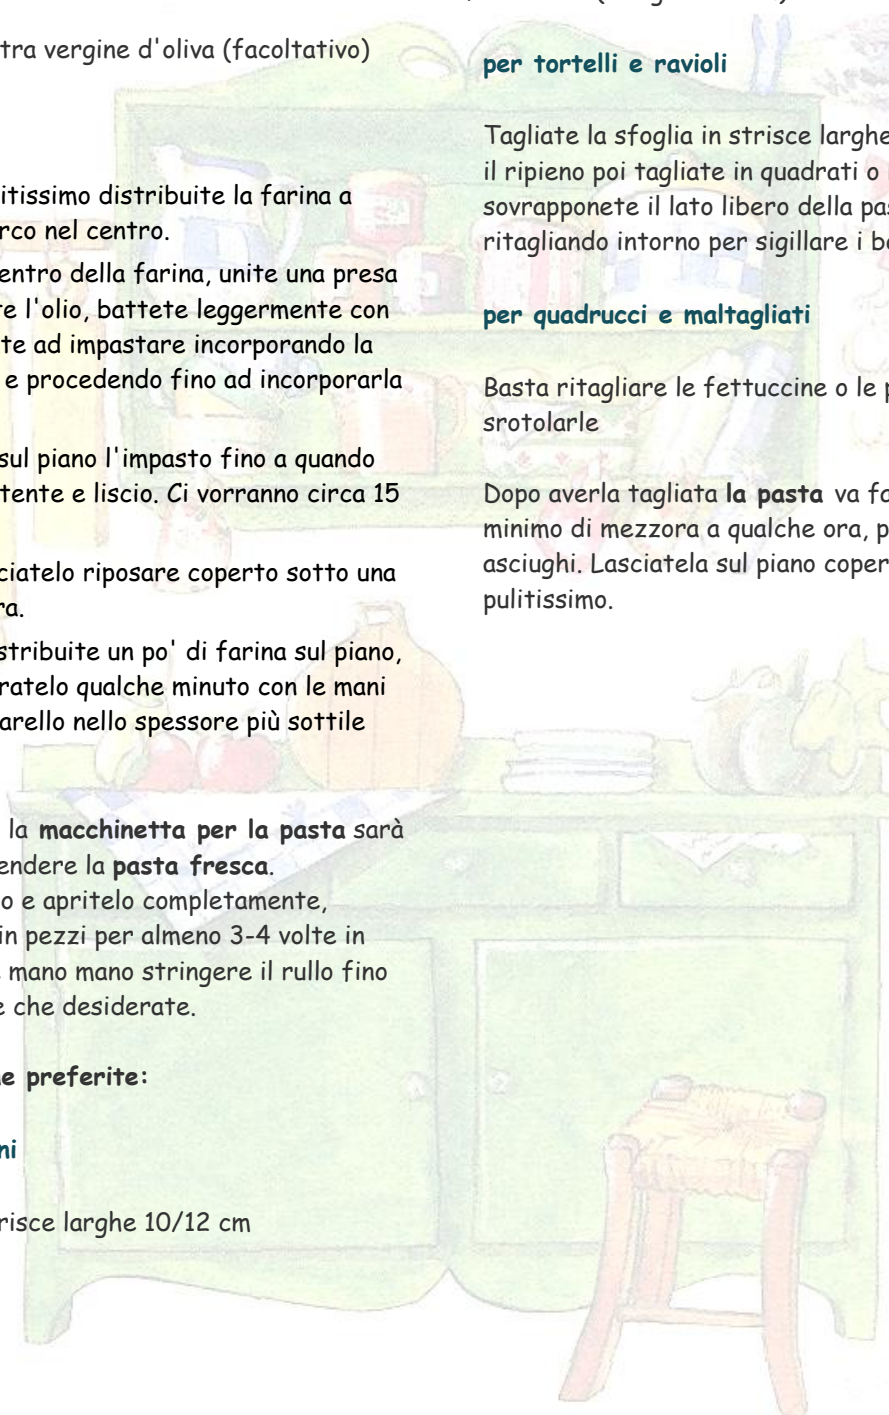 tra vergine d'oliva (facoltativo)
itissimo distribuite la farina a
rco nel centro.
entro della farina, unite una presa
e l'olio, battete leggermente con
te ad impastare incorporando la
e procedendo fino ad incorporarla
sul piano l'impasto fino a quando
tente e liscio. Ci vorranno circa 15
ciatelo riposare coperto sotto una
ra.
stribuite un po' di farina sul piano,
ratelo qualche minuto con le mani
arello nello spessore più sottile
la macchinetta per la pasta sarà
endere la pasta fresca.
o e apritelo completamente,
in pezzi per almeno 3-4 volte in
mano mano stringere il rullo fino
e che desiderate.
e preferite:
ni
risce larghe 10/12 cm
per tortelli e ravioli
Tagliate la sfoglia in strisce larghe
il ripieno poi tagliate in quadrati o
sovrapponete il lato libero della pas
ritagliando intorno per sigillare i bo
per quadrucci e maltagliati
Basta ritagliare le fettuccine o le p
srotolarle
Dopo averla tagliata la pasta va fa
minimo di mezzora a qualche ora, p
asciughi. Lasciatela sul piano coper
pulitissimo.